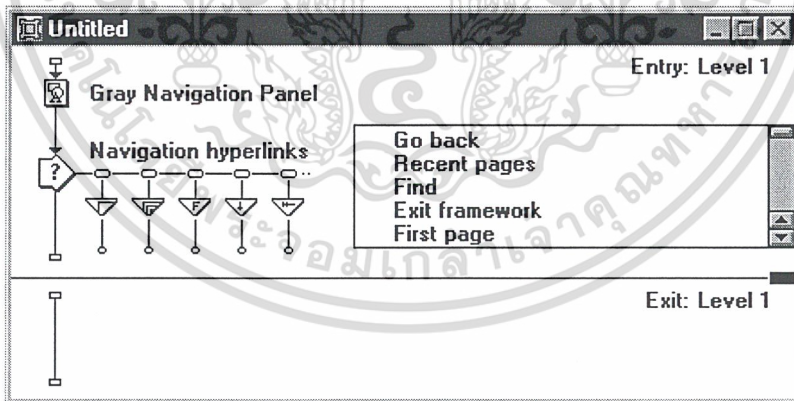 Untitled
Entry: Level 1
Gray Navigation Panel
Navigation hyperlinks
?
F
Go back
Recent pages
Find
Exit framework
First page
Exit: Level 1